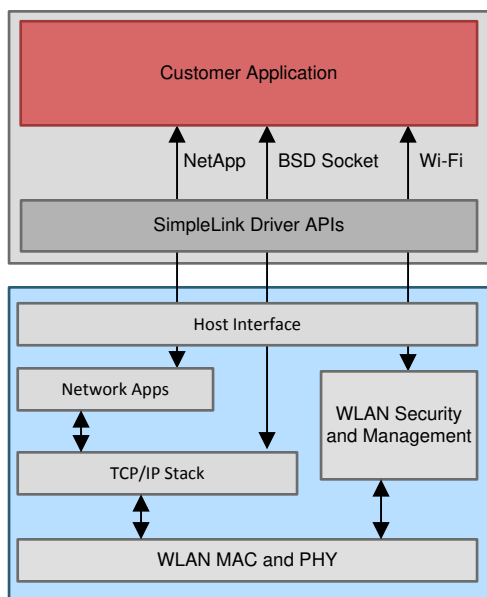 Customer Application
NetApp
BSD Socket
Wi-Fi
SimpleLink Driver APIs
Host Interface
Network Apps
WLAN Security
and Management
TCP/IP Stack
WLAN MAC and PHY